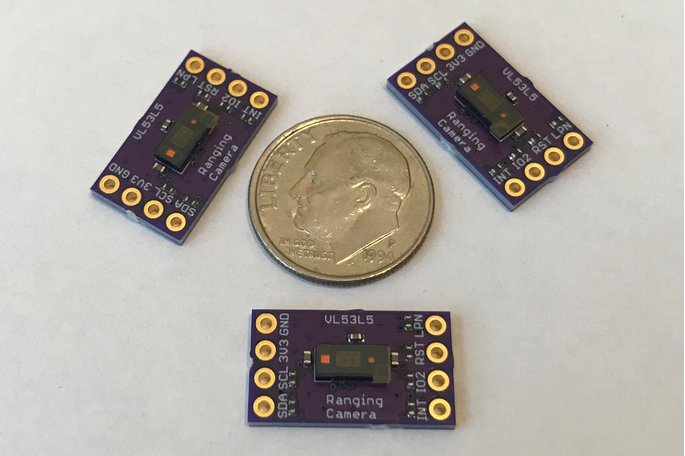 LPN
RST
IO2
INT
VL53L5
Ranging
Camera
GND
3V3
SCL
SDA
SDA
SCL
3V3
GND
VL53L5
Ranging
Camera
INT
IO2
RST
LPN
LIBERTY
IN GOD
WE TRUST
P
1994
VL53L5
GND
3V3
SCL
SDA
LPN
RST
IO2
INT
Ranging
Camera